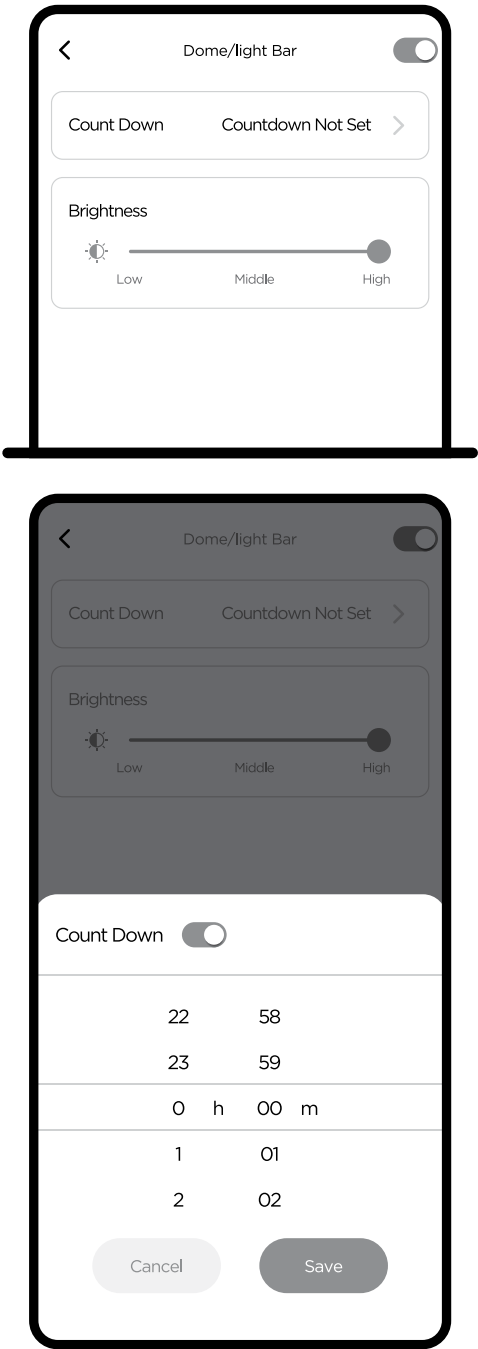 Dome/light Bar
Count Down Countdown Not Set
Brightness
Low Middle High
Dome/light Bar
Count Down Countdown Not Set
Brightness
Low Middle High
Count Down
22 58
23 59
0 h 00 m
1 01
2 02
Cancel Save